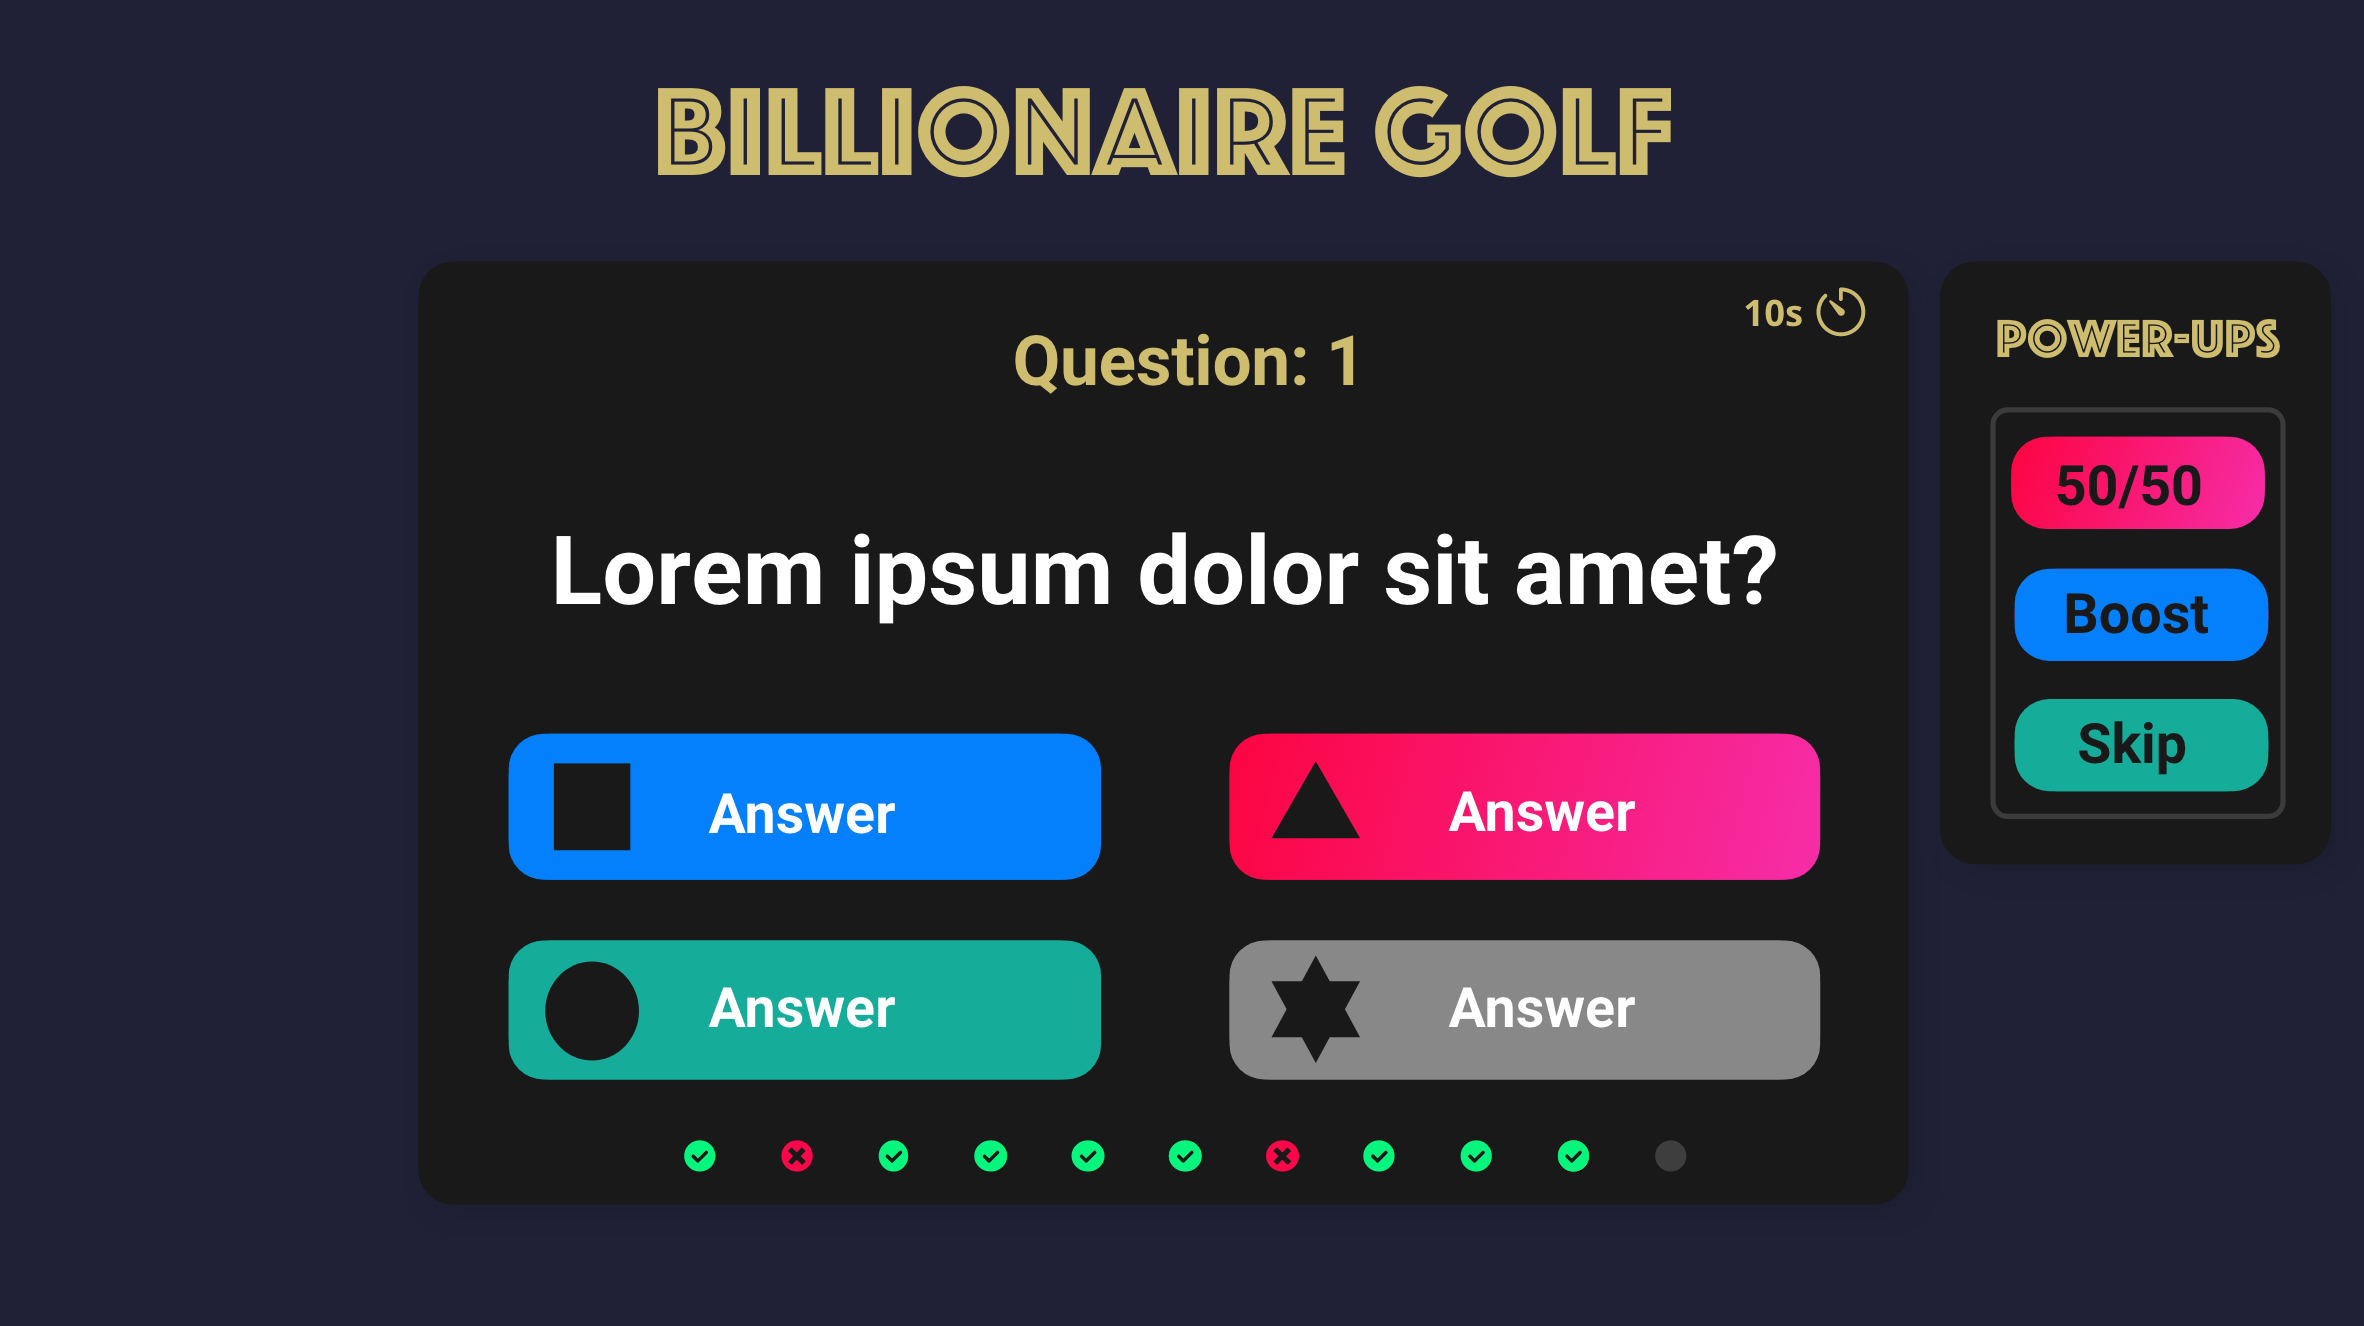 BILLIONAIRE GOLF
10s
Question: 1
Lorem ipsum dolor sit amet?
Answer
Answer
Answer
Answer
POWER-UPS
50/50
Boost
Skip